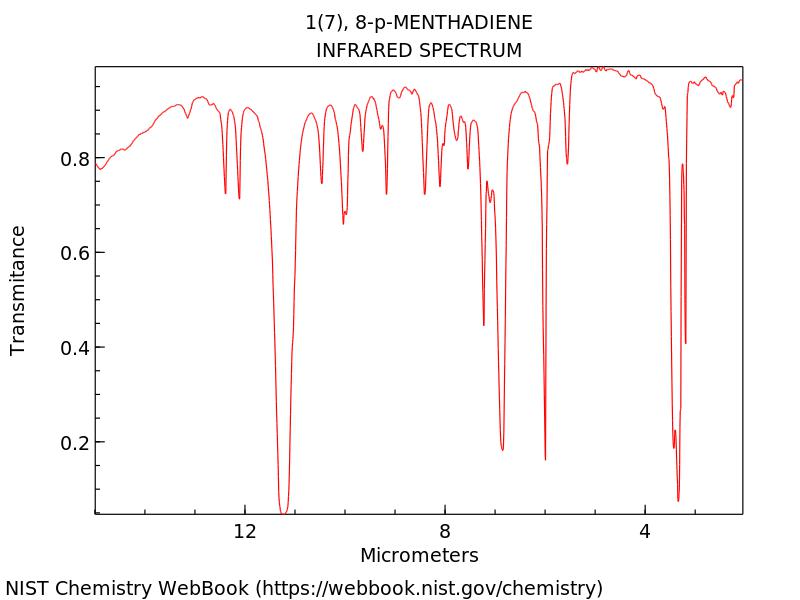 1(7), 8-p-MENTHADIENE
INFRARED SPECTRUM
Transmitance
0.8
0.6
0.4
0.2
12
8
4
Micrometers
NIST Chemistry WebBook (https://webbook.nist.gov/chemistry)